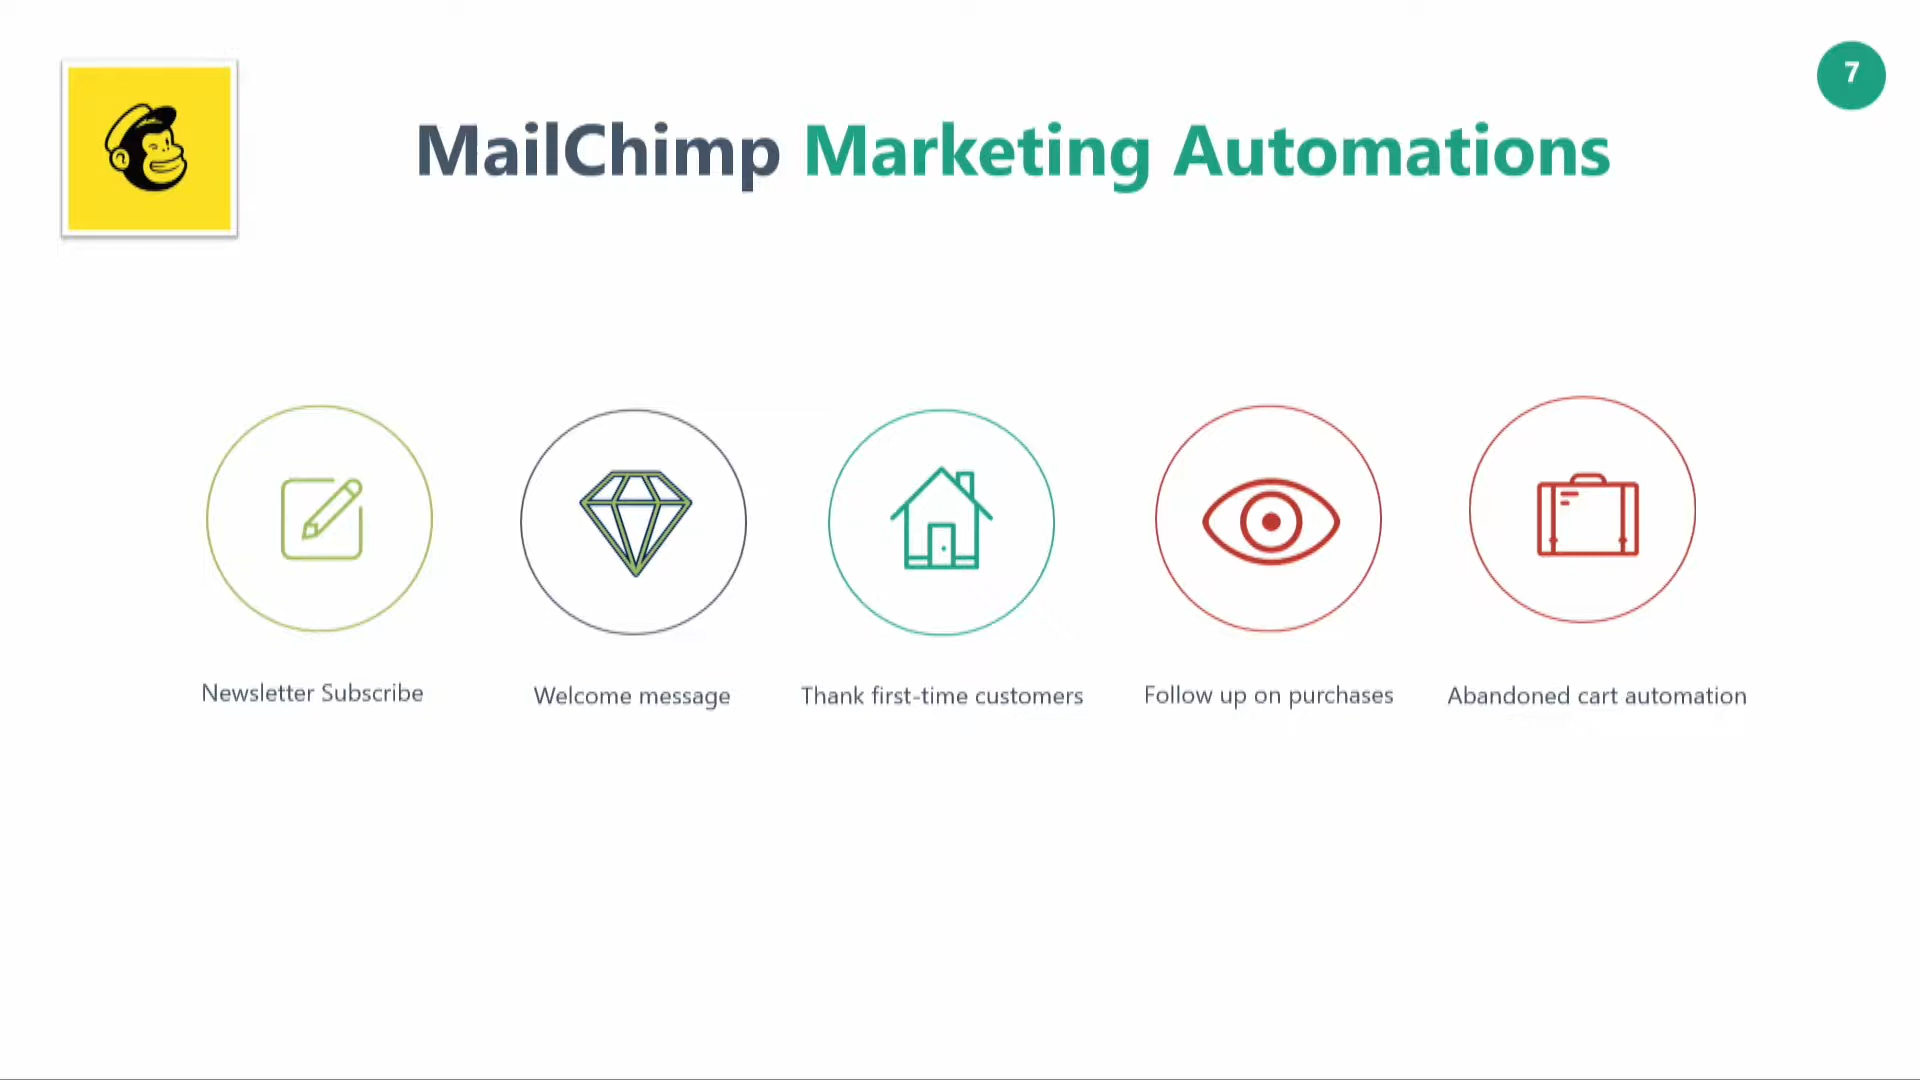 7
MailChimp Marketing Automations
Newsletter Subscribe
Welcome message
Thank first-time customers
Follow up on purchases
Abandoned cart automation